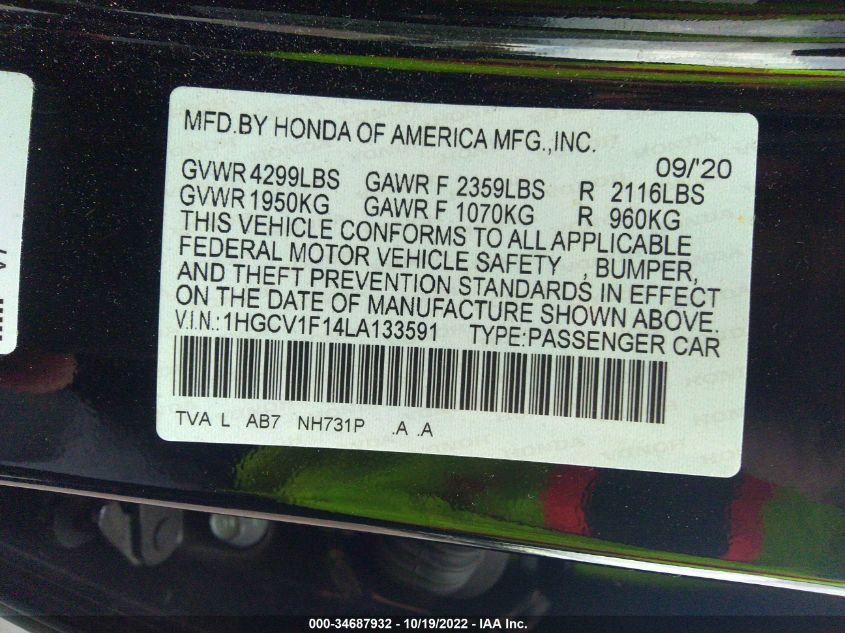 MFD.BY HONDA OF AMERICA MFG.,INC.
09/'20
GVWR 4299LBS GAWR F 2359LBS R 2116LBS
GVWR 1950KG GAWR F 1070KG R 960KG
THIS VEHICLE CONFORMS TO ALL APPLICABLE
FEDERAL MOTOR VEHICLE SAFETY , BUMPER,
AND THEFT PREVENTION STANDARDS IN EFFECT
ON THE DATE OF MANUFACTURE SHOWN ABOVE.
V.I.N.:1HGCV1F14LA133591 TYPE:PASSENGER CAR
TVA L AB7 NH731P .A .A
000-34687932 - 10/19/2022 - IAA Inc.